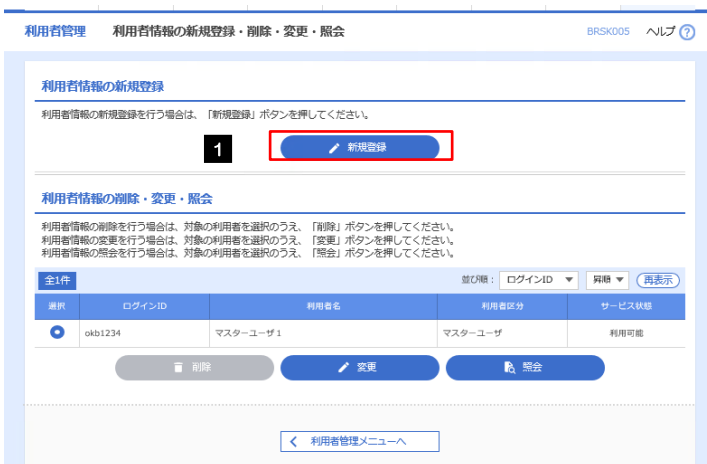 利用者管理 利用者情報の新規登録・削除・変更・照会 BRSK005 ヘルプ ?
利用者情報の新規登録
利用者情報の新規登録を行う場合は、「新規登録」ボタンを押してください。
1 新規登録
利用者情報の削除・変更・照会
利用者情報の削除を行う場合は、対象の利用者を選択のうえ、「削除」ボタンを押してください。
利用者情報の変更を行う場合は、対象の利用者を選択のうえ、「変更」ボタンを押してください。
利用者情報の照会を行う場合は、対象の利用者を選択のうえ、「照会」ボタンを押してください。
全1件 並び順: ログインID ▼ 昇順 ▼ 再表示
選択 ログインID 利用者名 利用者区分 サービス状態
okb1234 マスターユーザ1 マスターユーザ 利用可能
削除 変更 照会
利用者管理メニューへ